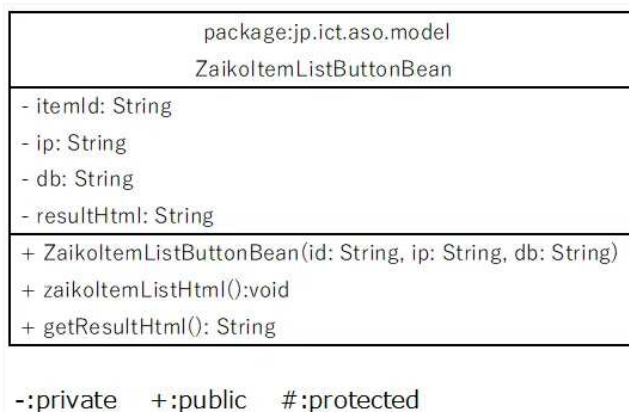 package:jp.ict.aso.model
ZaikoItemListButtonBean
- itemId: String
- ip: String
- db: String
- resultHtml: String
+ ZaikoItemListButtonBean(id: String, ip: String, db: String)
+ zaikoItemListHtml():void
+ getResultHtml(): String
-:private +:public #:protected